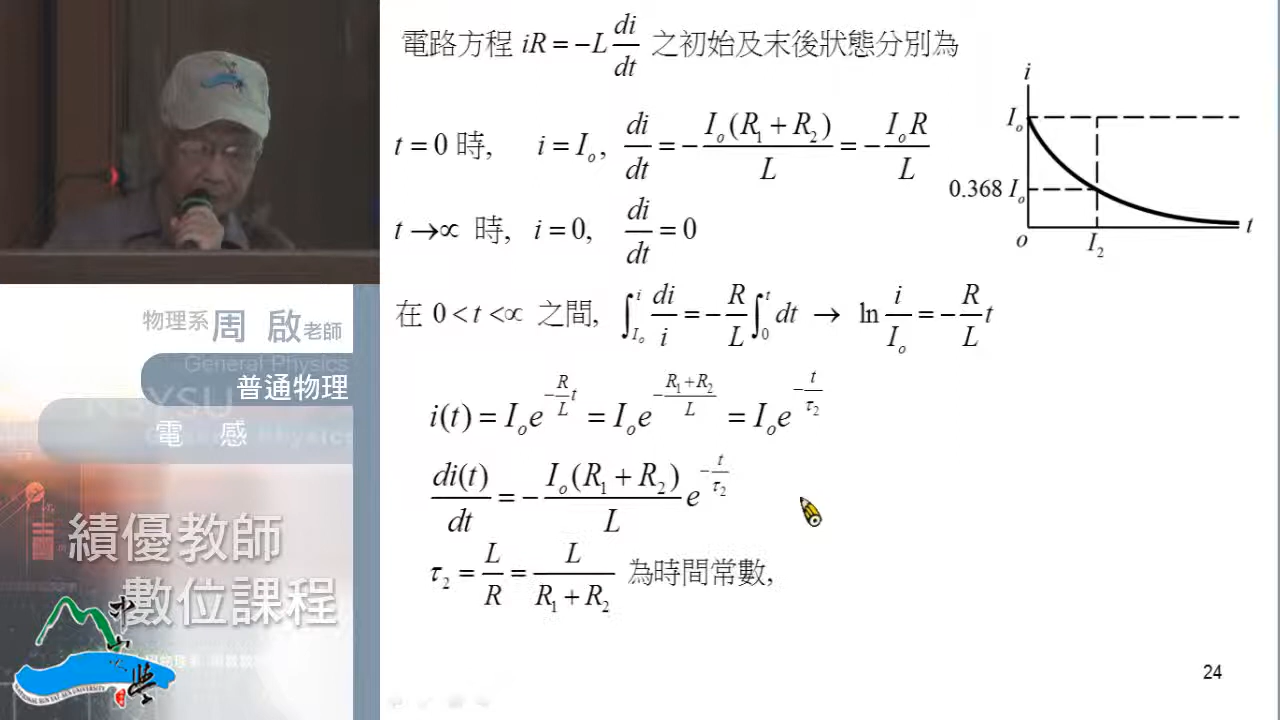 電路方程 iR = -L di/dt 之初始及末後狀態分別為
t = 0 時, i = I_o, di/dt = - I_o(R_1 + R_2)/L = - I_o R/L
t → ∝ 時, i = 0, di/dt = 0
在 0 < t < ∝ 之間, ∫_{I_o}^{i} di/i = - R/L ∫_0^t dt → ln i/I_o = - R/L t
i(t) = I_o e^{-R/L t} = I_o e^{-(R_1+R_2)/L} = I_o e^{-t/τ_2}
di(t)/dt = - I_o(R_1 + R_2)/L e^{-t/τ_2}
τ_2 = L/R = L/(R_1 + R_2) 為時間常數,
i
I_o
0.368 I_o
o
I_2
t
24
物理系 周 啟 老師
General Physics
普通物理
NSYSU
電 感
General Physics
績優教師
數位課程